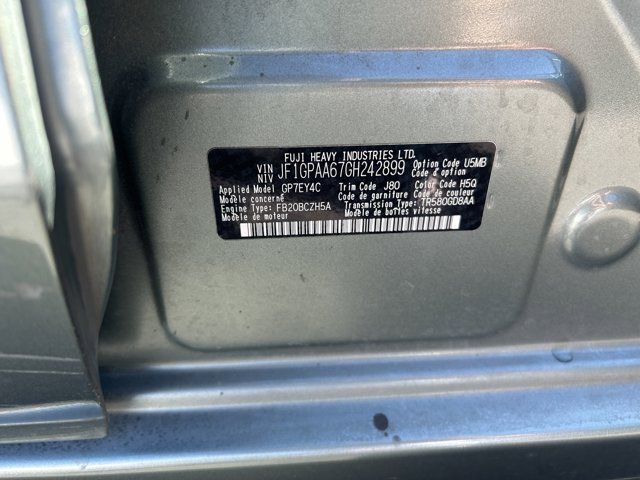 FUJI HEAVY INDUSTRIES LTD.
VIN
NIV JF1GPAA67GH242899 Option Code U5MB
Code d'option
Applied Model GP7EY4C Trim Code J80 Color Code H5Q
Modèle concerné Code de garniture Code de couleur
Engine Type: FB20BCZH5A Transmission Type: TR580GD8AA
Modèle de moteur Modèle de boîtes vitesse